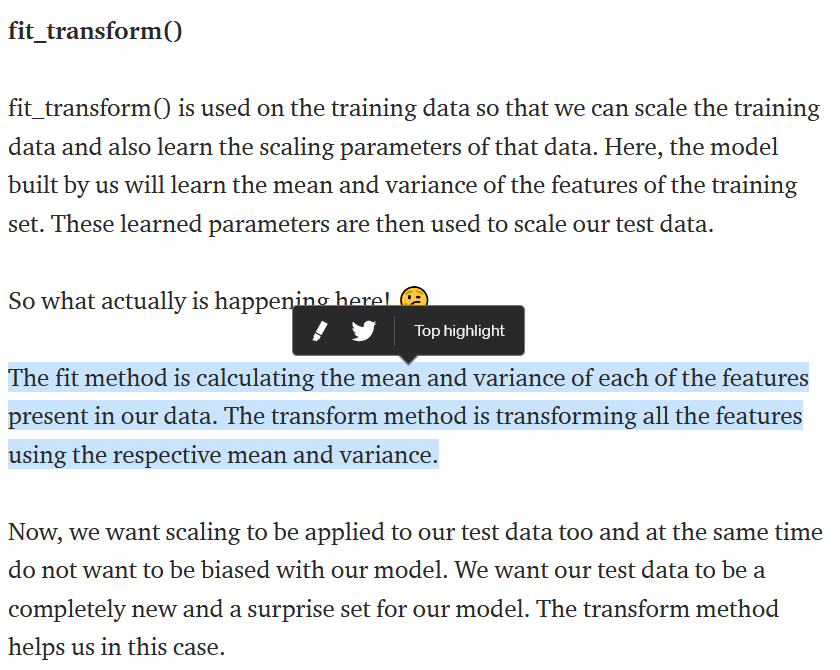 fit_transform()
fit_transform() is used on the training data so that we can scale the training
data and also learn the scaling parameters of that data. Here, the model
built by us will learn the mean and variance of the features of the training
set. These learned parameters are then used to scale our test data.
So what actually is happening here! 🤔
Top highlight
The fit method is calculating the mean and variance of each of the features
present in our data. The transform method is transforming all the features
using the respective mean and variance.
Now, we want scaling to be applied to our test data too and at the same time
do not want to be biased with our model. We want our test data to be a
completely new and a surprise set for our model. The transform method
helps us in this case.